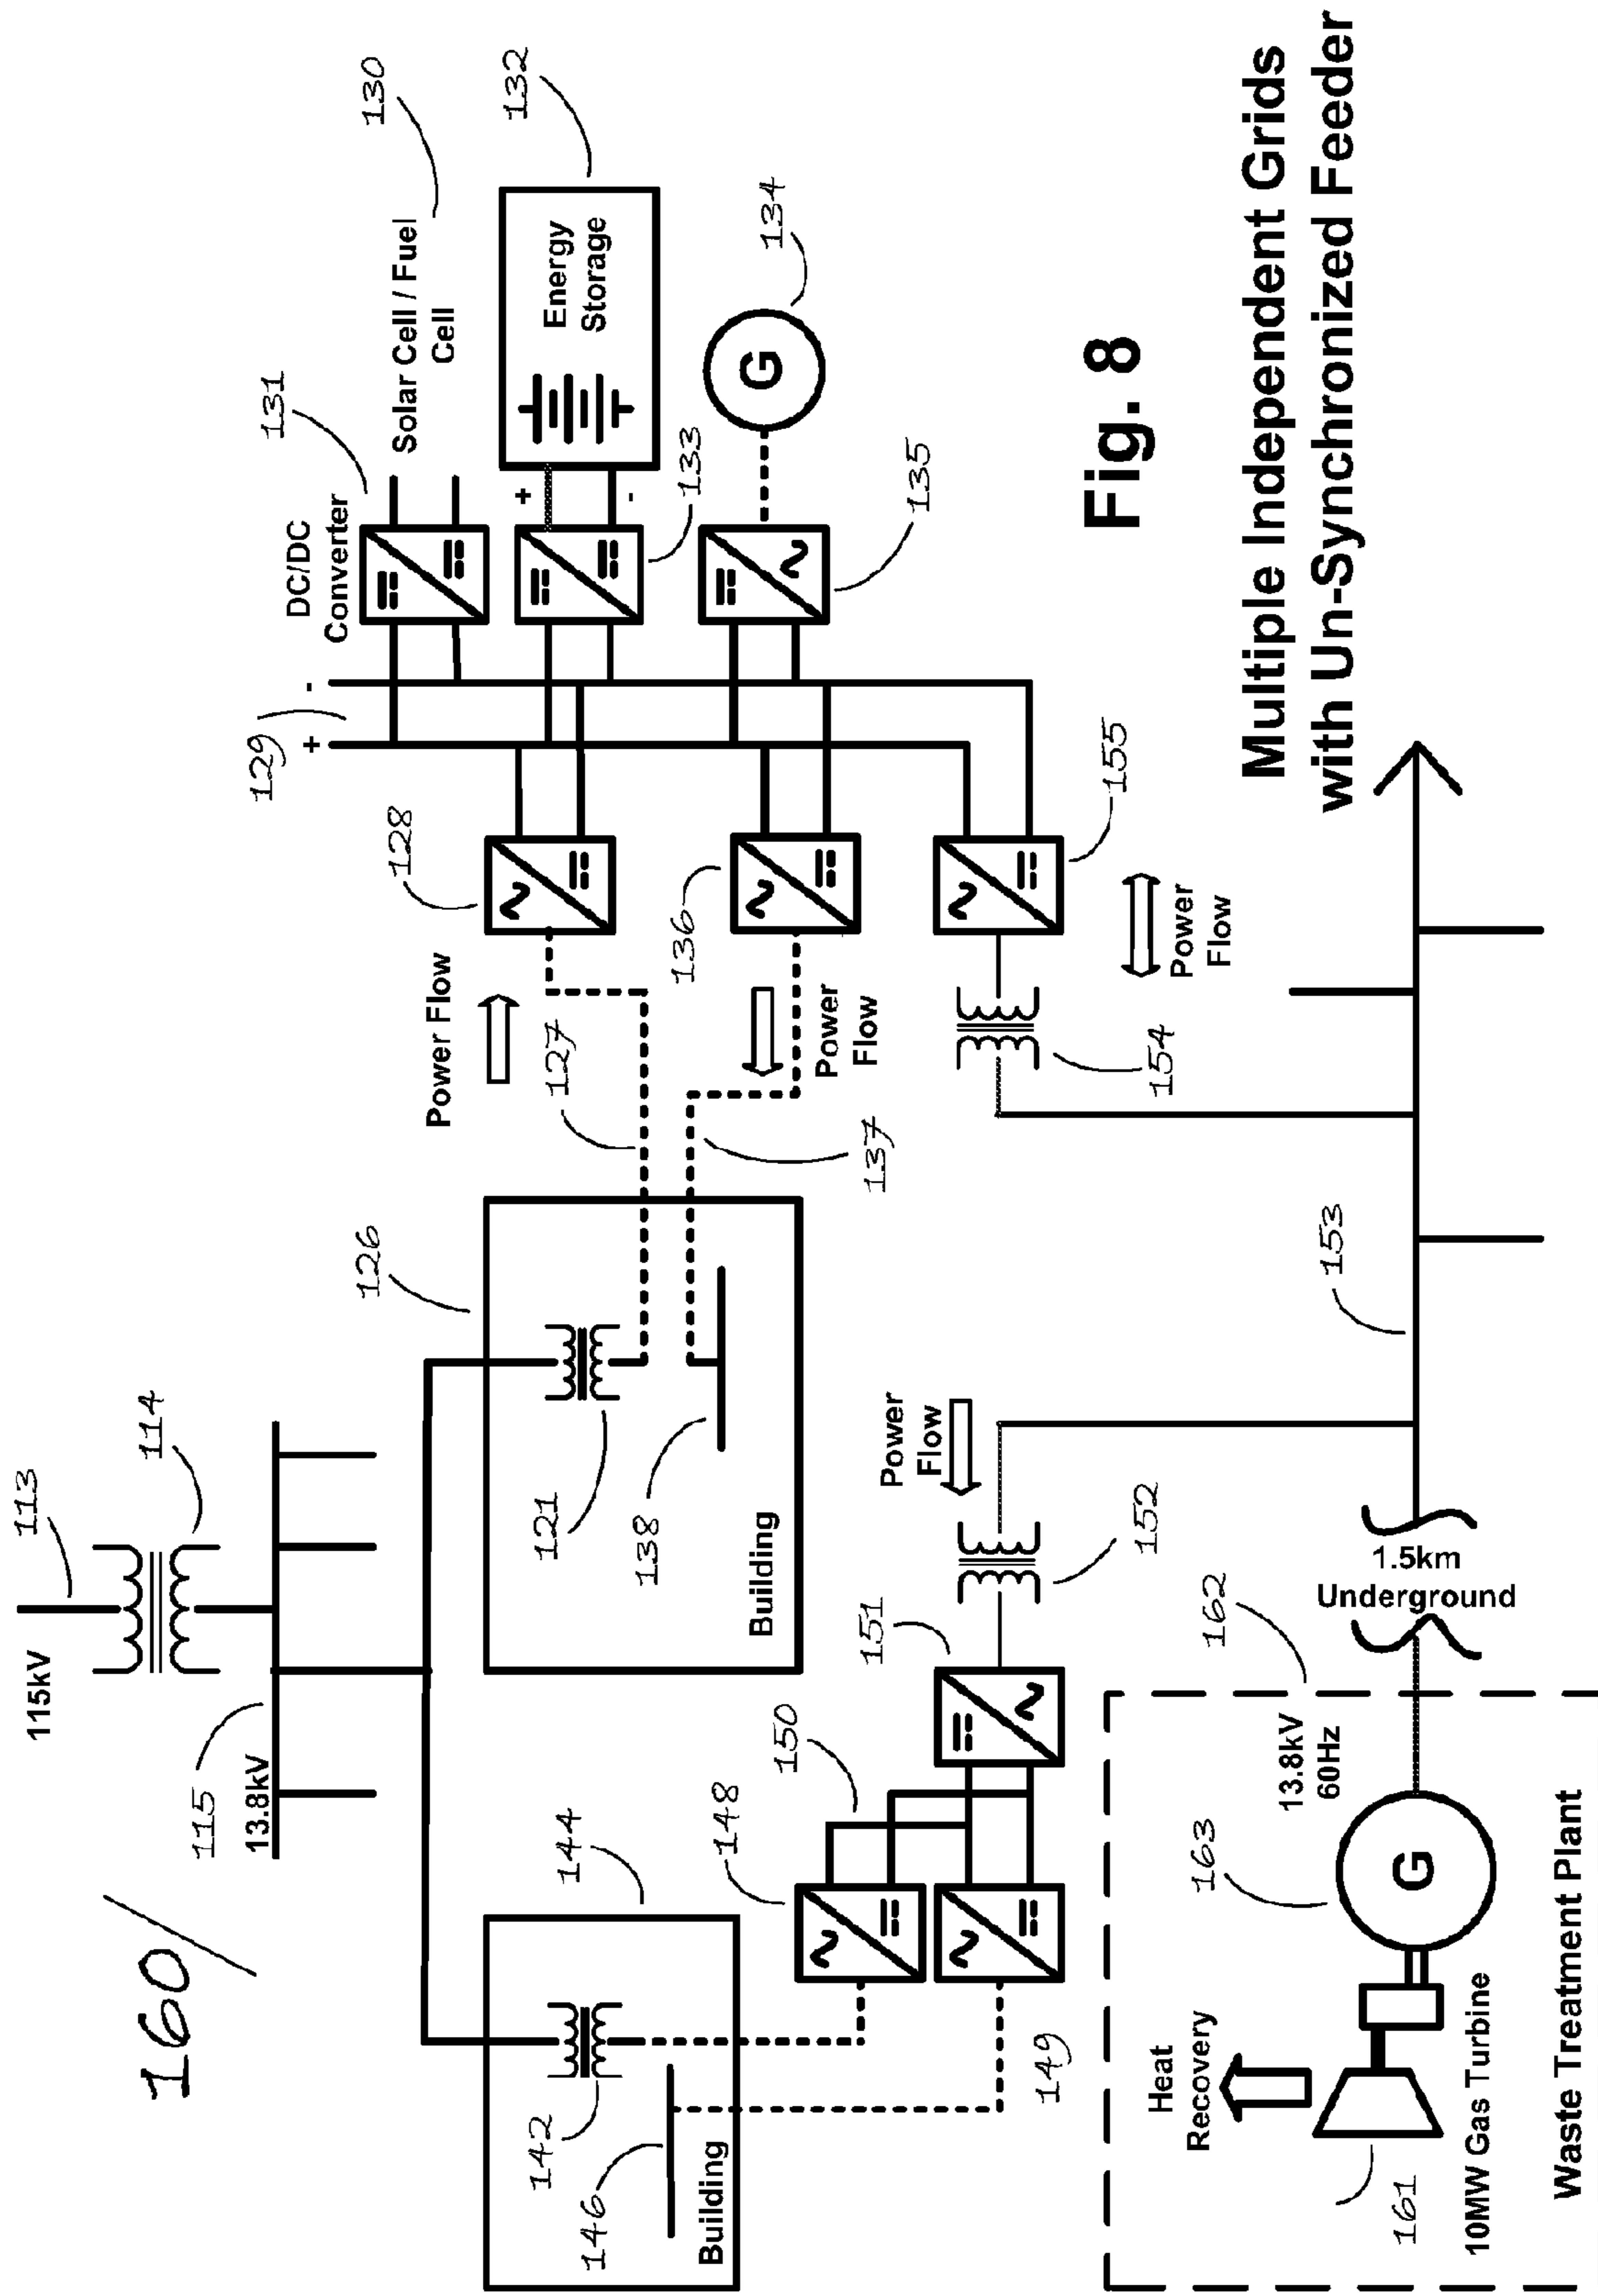 160
115kV
113
114
115
13.8kV
144
142
146
Building
126
121
138
Building
Power Flow
127
137
128
136
Power
Flow
129
+
-
DC/DC
Converter
131
130
Solar Cell / Fuel
Cell
132
Energy
Storage
+
-
133
134
G
135
155
Power
Flow
154
148
150
149
151
152
Power
Flow
153
1.5km
Underground
162
13.8kV
60Hz
163
G
Heat
Recovery
161
10MW Gas Turbine
Waste Treatment Plant
Fig. 8
Multiple Independent Grids
with Un-Synchronized Feeder